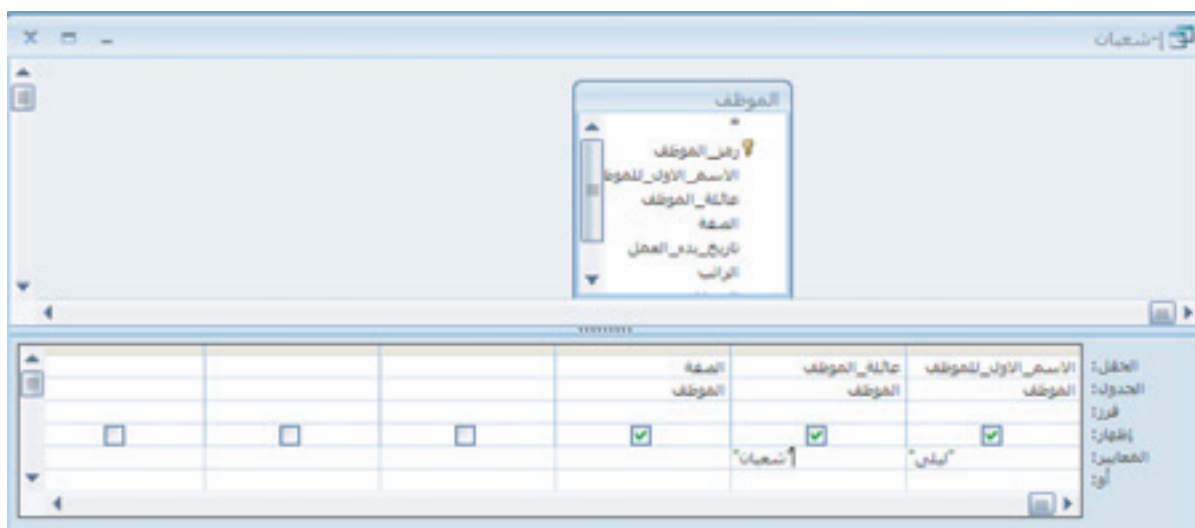 إ-شعبان
الموظف
*
رمز_الموظف
الاسم_الاول_للموظ
عائلة_الموظف
الصفة
تاريخ_بدء_العمل
الراتب
الحقل: الاسم_الاول_للموظف عائلة_الموظف الصفة
الجدول: الموظف الموظف الموظف
فرز:
إظهار:
المعايير: "ليلى" "شعبان"
أو: